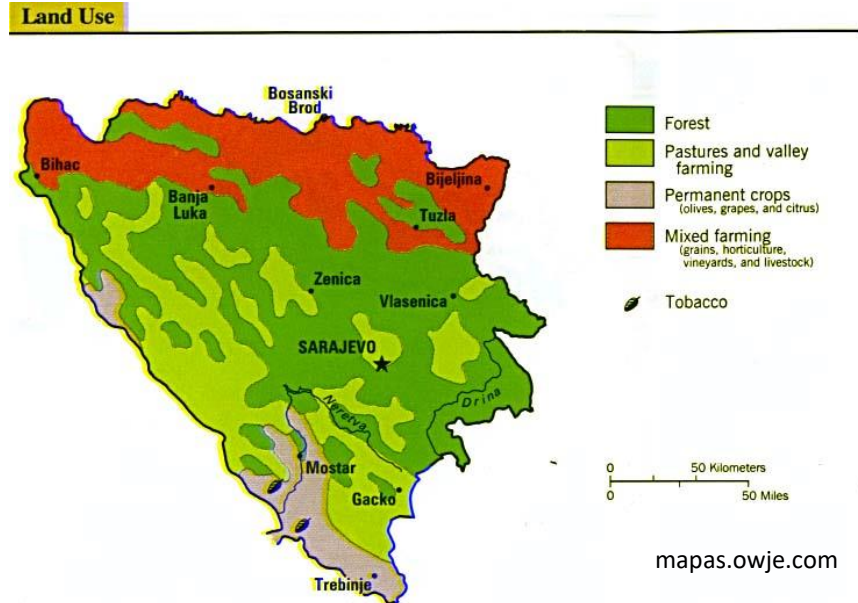 Land Use
Bosanski
Brod
Bihac
Banja
Luka
Bijeljina
Tuzla
Zenica
Vlasenica
SARAJEVO
Neretva
Drina
Mostar
Gacko
Trebinje
Forest
Pastures and valley
farming
Permanent crops
(olives, grapes, and citrus)
Mixed farming
(grains, horticulture,
vineyards, and livestock)
Tobacco
0 50 Kilometers
0 50 Miles
mapas.owje.com